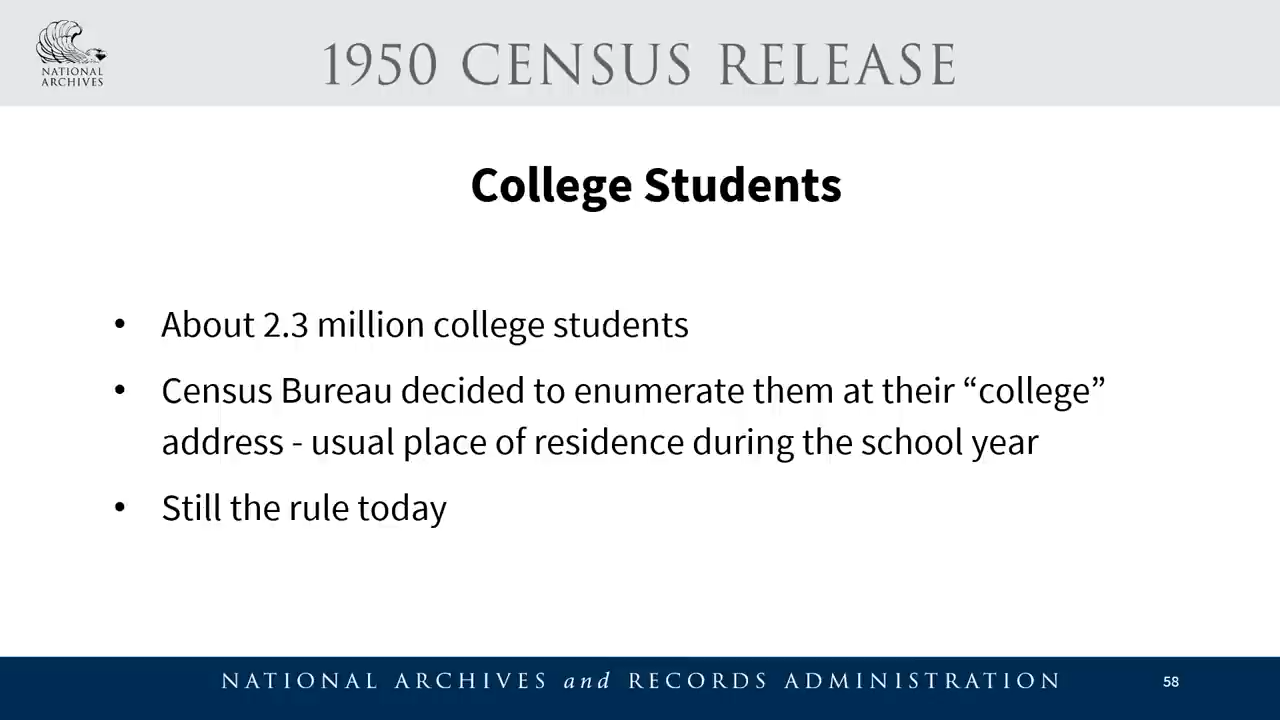 NATIONAL
ARCHIVES
1950 CENSUS RELEASE
College Students
• About 2.3 million college students
• Census Bureau decided to enumerate them at their “college”
address - usual place of residence during the school year
• Still the rule today
NATIONAL ARCHIVES and RECORDS ADMINISTRATION
58